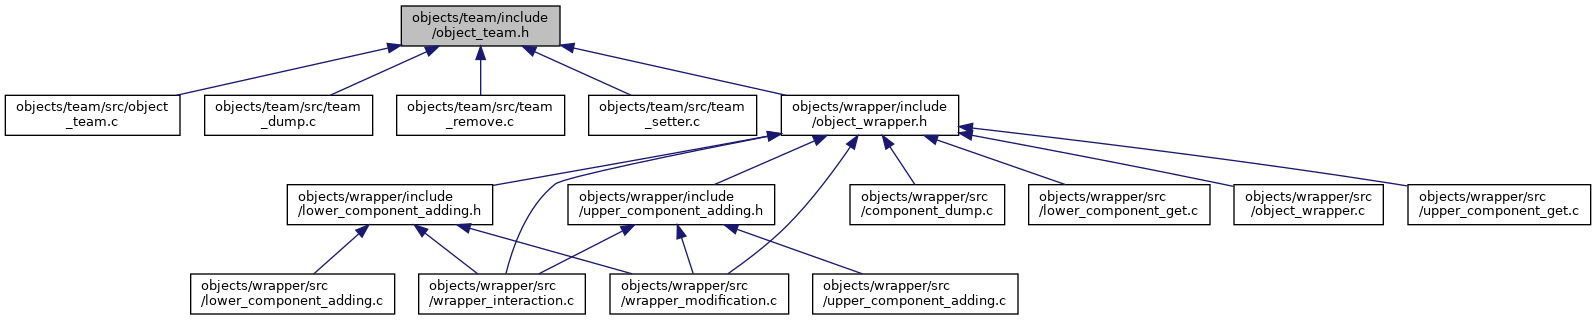 objects/team/include
/object_team.h
objects/team/src/object
_team.c
objects/team/src/team
_dump.c
objects/team/src/team
_remove.c
objects/team/src/team
_setter.c
objects/wrapper/include
/object_wrapper.h
objects/wrapper/include
/lower_component_adding.h
objects/wrapper/include
/upper_component_adding.h
objects/wrapper/src
/component_dump.c
objects/wrapper/src
/lower_component_get.c
objects/wrapper/src
/object_wrapper.c
objects/wrapper/src
/upper_component_get.c
objects/wrapper/src
/lower_component_adding.c
objects/wrapper/src
/wrapper_interaction.c
objects/wrapper/src
/wrapper_modification.c
objects/wrapper/src
/upper_component_adding.c